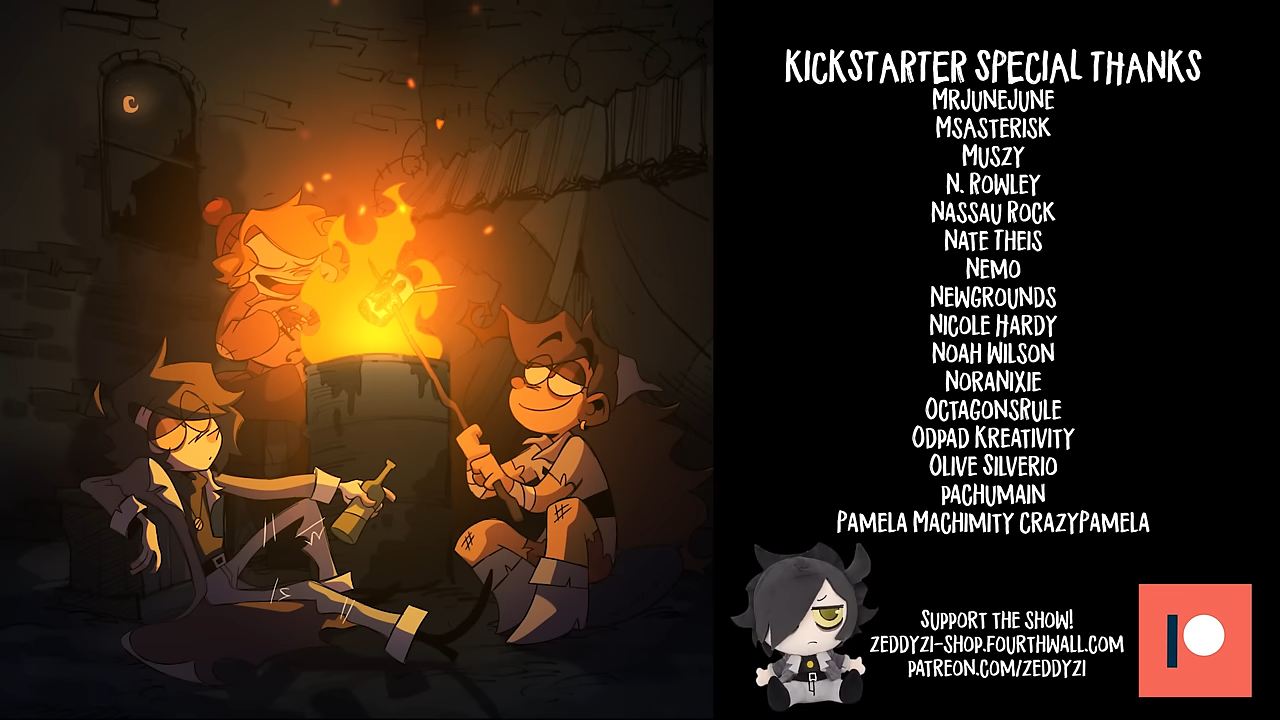 KICKSTARTER SPECIAL THANKS
MRJUNEJUNE
MSASTERISK
MUSZY
N. ROWLEY
NASSAU ROCK
NATE THEIS
NEMO
NEWGROUNDS
NICOLE HARDY
NOAH WILSON
NORANIXIE
OCTAGONSRULE
ODPAD KREATIVITY
OLIVE SILVERIO
PACHUMAIN
PAMELA MACHIMITY CRAZYPAMELA
SUPPORT THE SHOW!
ZEDDYZI-SHOP.FOURTHWALL.COM
PATREON.COM/ZEDDYZI